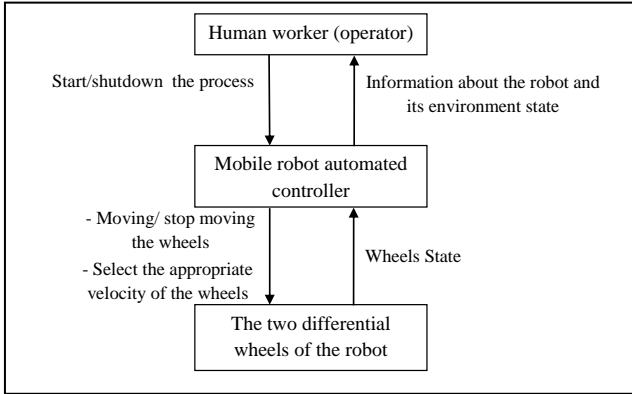 Human worker (operator)
Start/shutdown the process
Information about the robot and
its environment state
Mobile robot automated
controller
- Moving/ stop moving
the wheels
- Select the appropriate
velocity of the wheels
Wheels State
The two differential
wheels of the robot